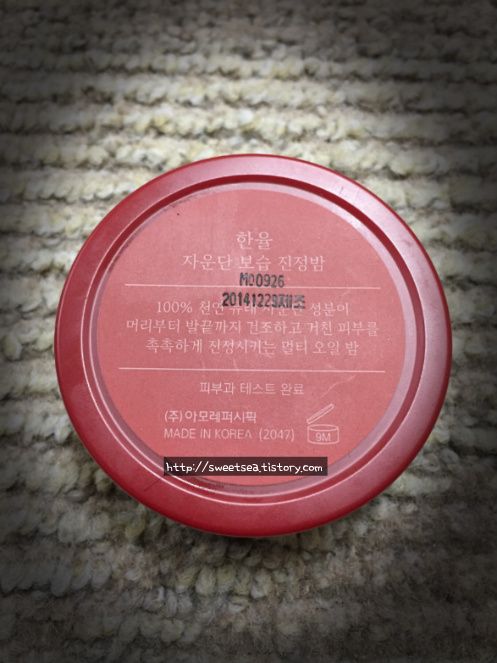 한율
자운단 보습 진정밤
M00926
20141229제조
100% 천연 유래 자운단 성분이
머리부터 발끝까지 건조하고 거친 피부를
촉촉하게 진정시키는 멀티 오일 밤
피부과 테스트 완료
(주)아모레퍼시픽
MADE IN KOREA (2047)
9M
http://sweetsea.tistory.com